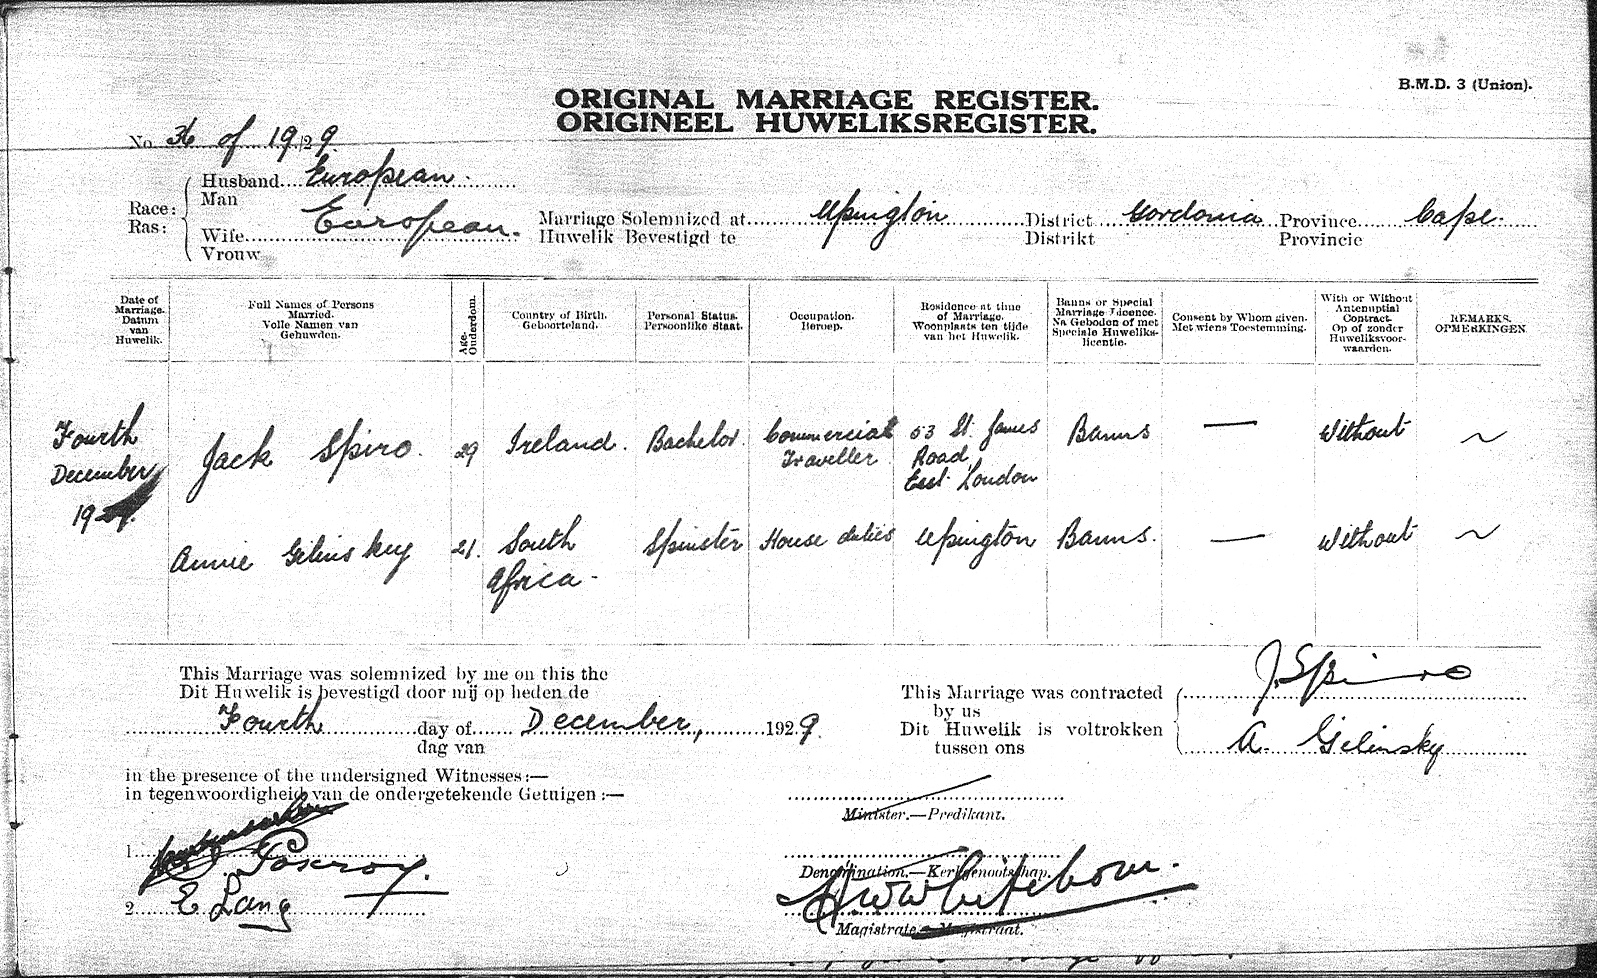 B.M.D. 3 (Union).
ORIGINAL MARRIAGE REGISTER.
ORIGINEEL HUWELIKSREGISTER.
No. 36 of 1929.
Race:
Ras:
Husband European.
Man
Wife European.
Vrouw
Marriage Solemnized at Upington District Gordonia Province Cape.
Huwelik Bevestigd te Distrikt Provincie
Date of Marriage.
Datum van Huwelik.
Full Names of Persons Married.
Volle Namen van Gehuwden.
Age.
Ouderdom.
Country of Birth.
Geboorteland.
Personal Status.
Persoonlike Staat.
Occupation.
Beroep.
Residence at time of Marriage.
Woonplaats ten tijde van het Huwelik.
Banns or Special Marriage Licence.
Na Geboden of met Speciale Huweliks-licentie.
Consent by Whom given.
Met wiens Toestemming.
With or Without Antenuptial Contract.
Op of zonder Huweliksvoor-waarden.
REMARKS.
OPMERKINGEN
Fourth
December
1929.
Jack Spiro. 29 Ireland. Bachelor. Commercial Traveller 53 St. James Road, East London Banns — Without ~
Annie Gilinskey 21. South Africa - Spinster House duties Upington Banns. — Without ~
This Marriage was solemnized by me on this the
Dit Huwelik is bevestigd door mij op heden de
Fourth day of December, 1929.
dag van
in the presence of the undersigned Witnesses:—
in tegenwoordigheid van de ondergetekende Getuigen:—
1.
2. E Lang
This Marriage was contracted
by us
Dit Huwelik is voltrokken
tussen ons
J. Spiro
A. Gilinsky
Minister.—Predikant.
Denomination.—Kerkgenootschap.
Magistrate.—Magistraat.